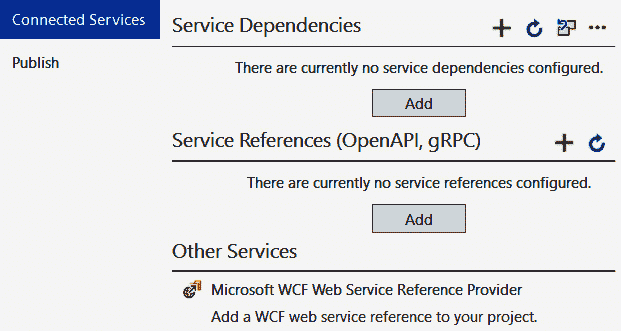 Connected Services
Publish
Service Dependencies
There are currently no service dependencies configured.
Add
Service References (OpenAPI, gRPC)
There are currently no service references configured.
Add
Other Services
Microsoft WCF Web Service Reference Provider
Add a WCF web service reference to your project.